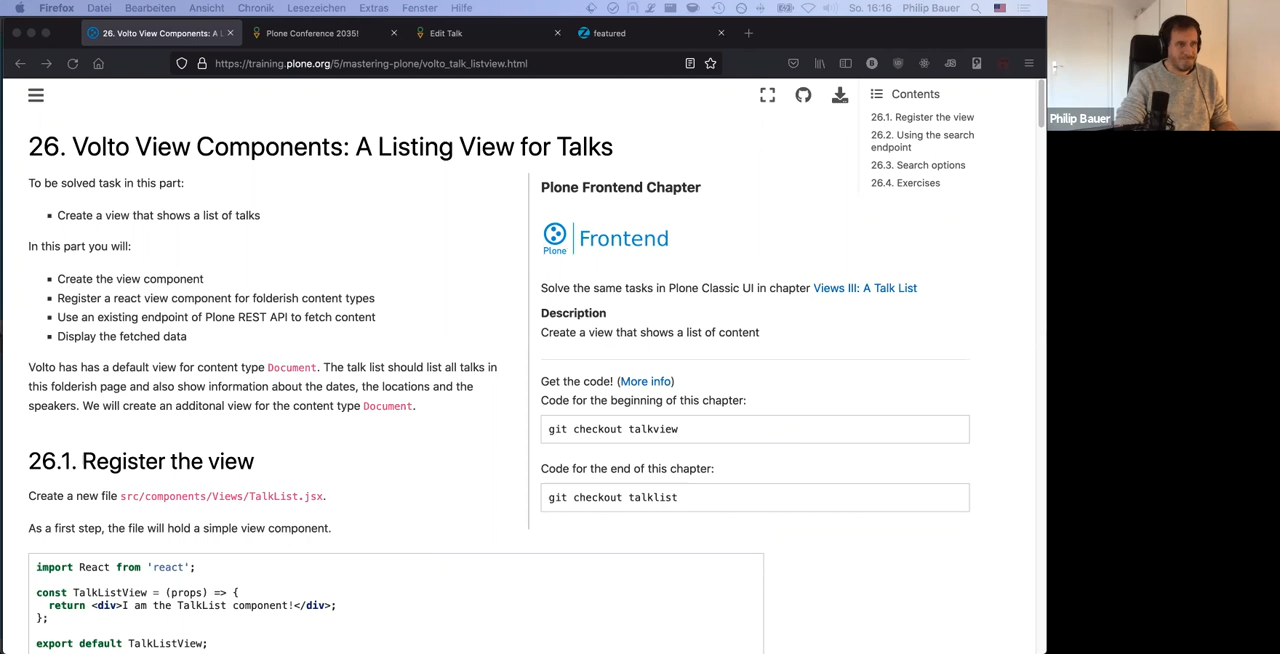 Firefox Datei Bearbeiten Ansicht Chronik Lesezeichen Extras Fenster Hilfe So. 16:16 Philip Bauer
26. Volto View Components: A L Plone Conference 2035! Edit Talk featured
https://training.plone.org/5/mastering-plone/volto_talk_listview.html
Contents
26.1. Register the view
26.2. Using the search
endpoint
26.3. Search options
26.4. Exercises
Philip Bauer
26. Volto View Components: A Listing View for Talks
To be solved task in this part:
Create a view that shows a list of talks
In this part you will:
Create the view component
Register a react view component for folderish content types
Use an existing endpoint of Plone REST API to fetch content
Display the fetched data
Volto has has a default view for content type Document. The talk list should list all talks in
this folderish page and also show information about the dates, the locations and the
speakers. We will create an additonal view for the content type Document.
Plone Frontend Chapter
Plone Frontend
Solve the same tasks in Plone Classic UI in chapter Views III: A Talk List
Description
Create a view that shows a list of content
Get the code! (More info)
Code for the beginning of this chapter:
git checkout talkview
Code for the end of this chapter:
git checkout talklist
26.1. Register the view
Create a new file src/components/Views/TalkList.jsx.
As a first step, the file will hold a simple view component.
import React from 'react';
const TalkListView = (props) => {
return <div>I am the TalkList component!</div>;
};
export default TalkListView;